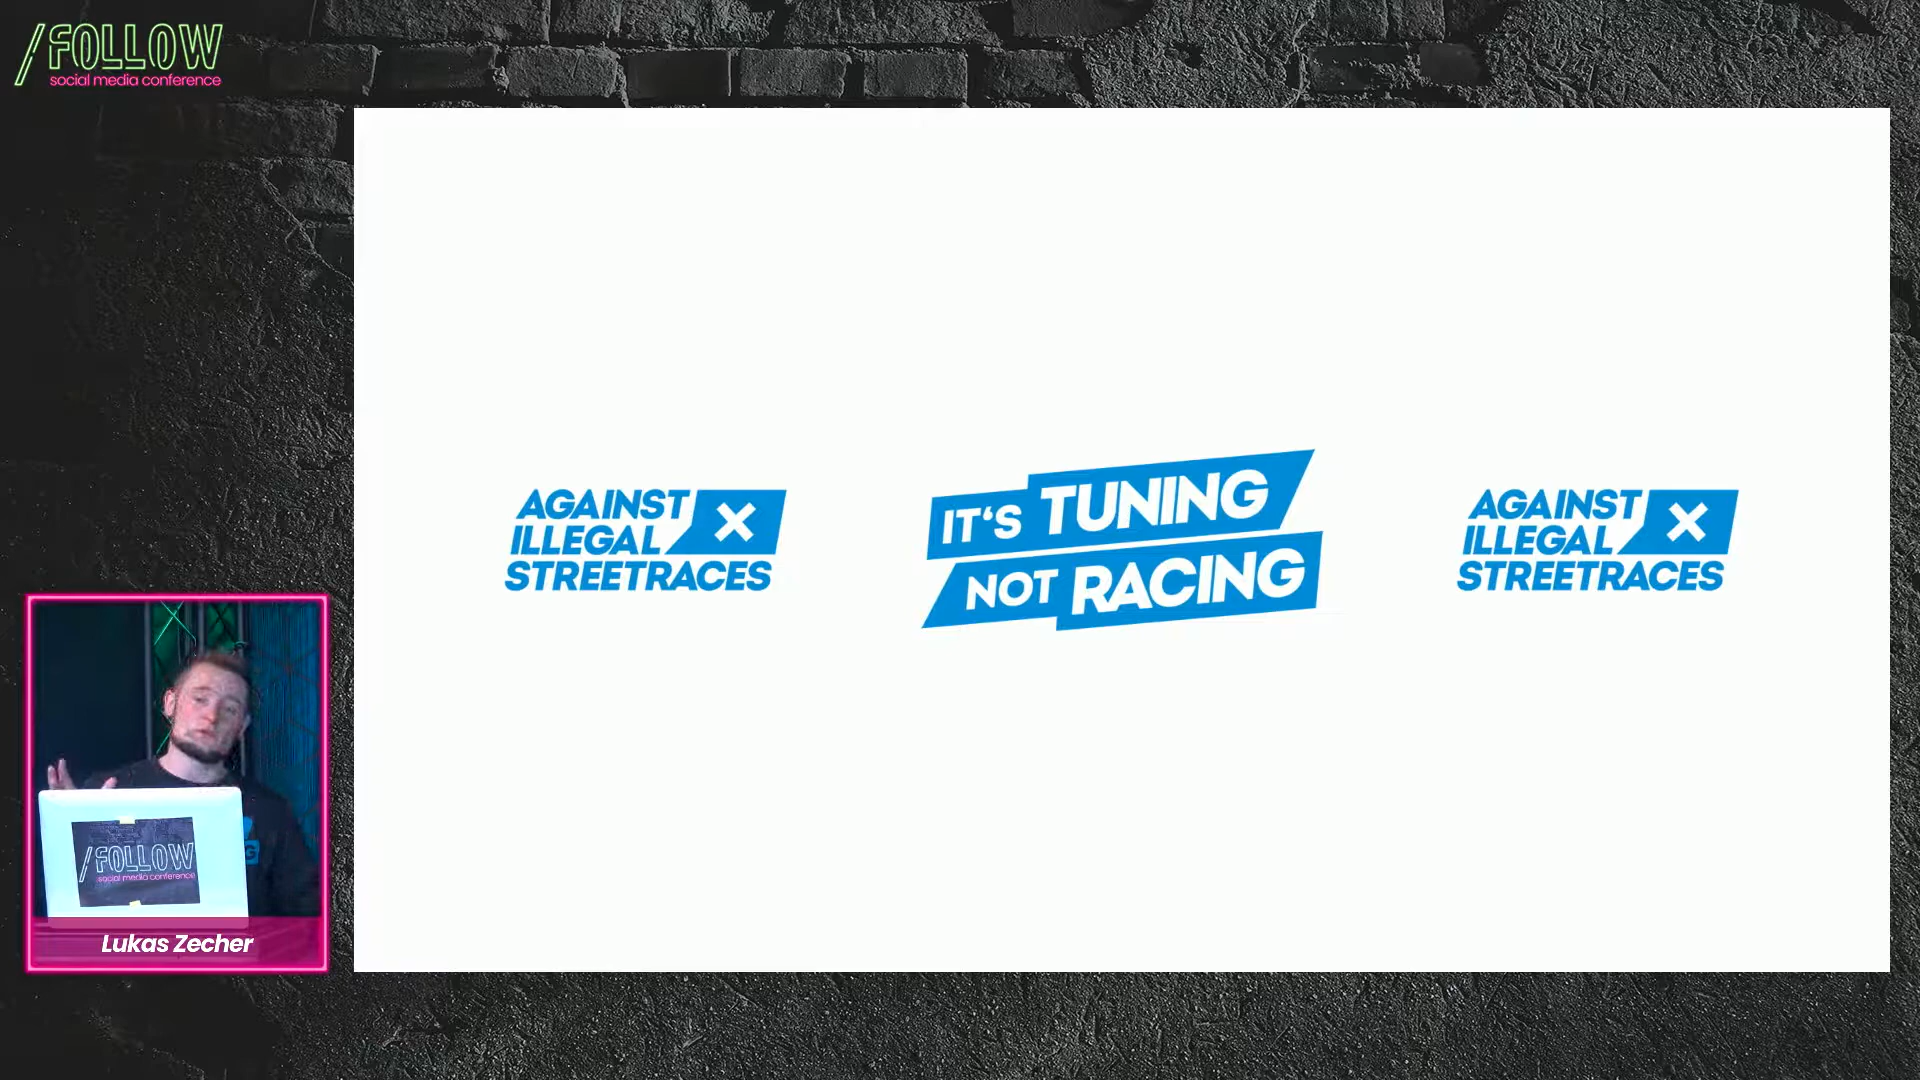 /FOLLOW
social media conference
AGAINST
ILLEGAL
STREETRACES
IT‘S TUNING
NOT RACING
AGAINST
ILLEGAL
STREETRACES
/FOLLOW
social media conference
G
Lukas Zecher